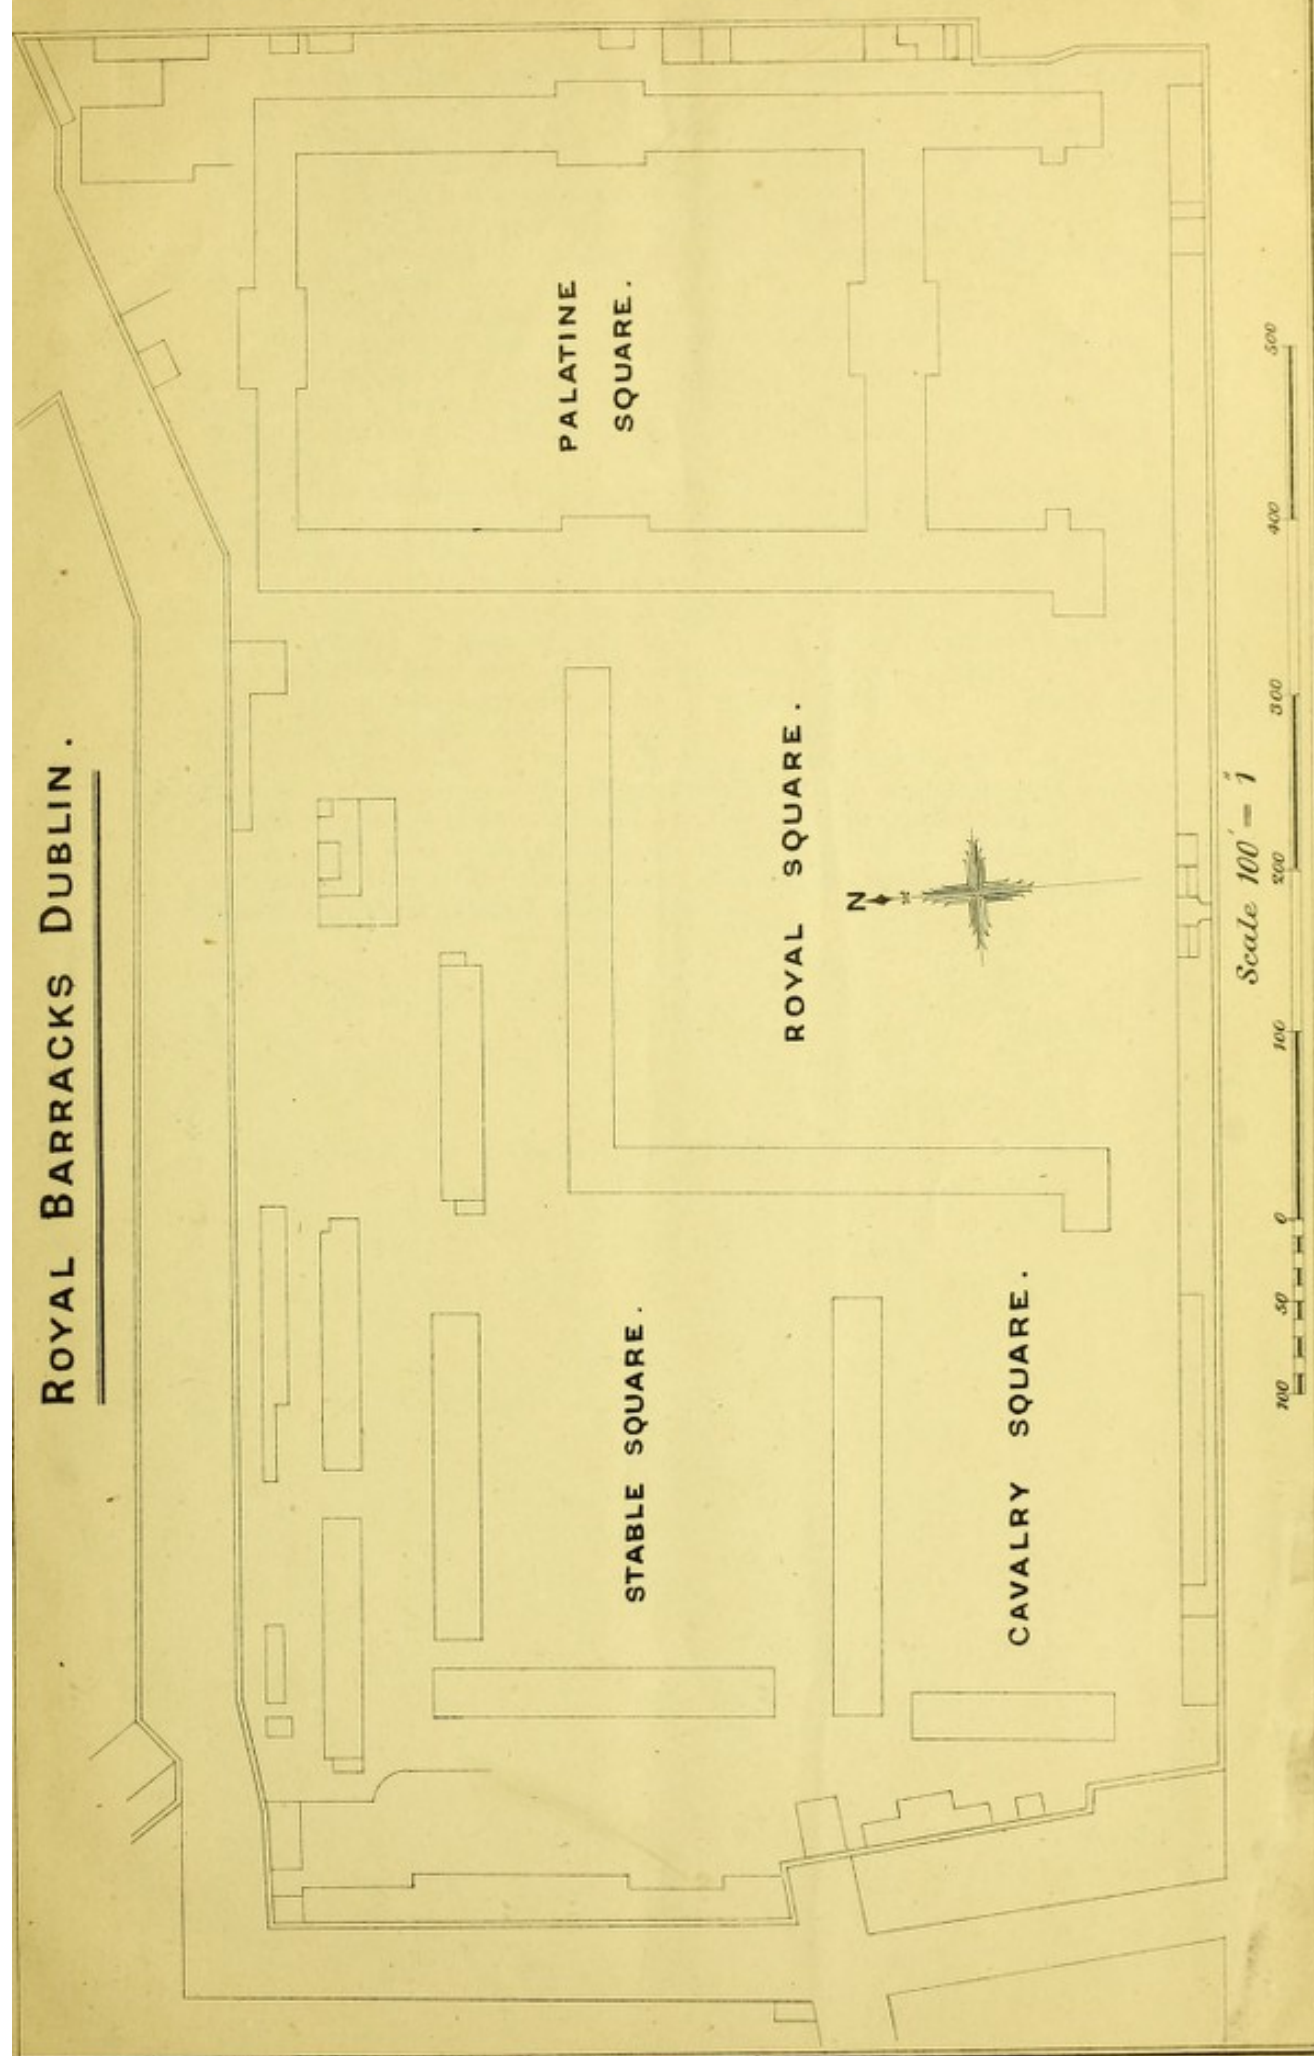 ROYAL BARRACKS DUBLIN.
PALATINE
SQUARE.
ROYAL SQUARE.
N
STABLE SQUARE.
CAVALRY SQUARE.
Scale 100' = 1"
100 50 0 100 200 300 400 500